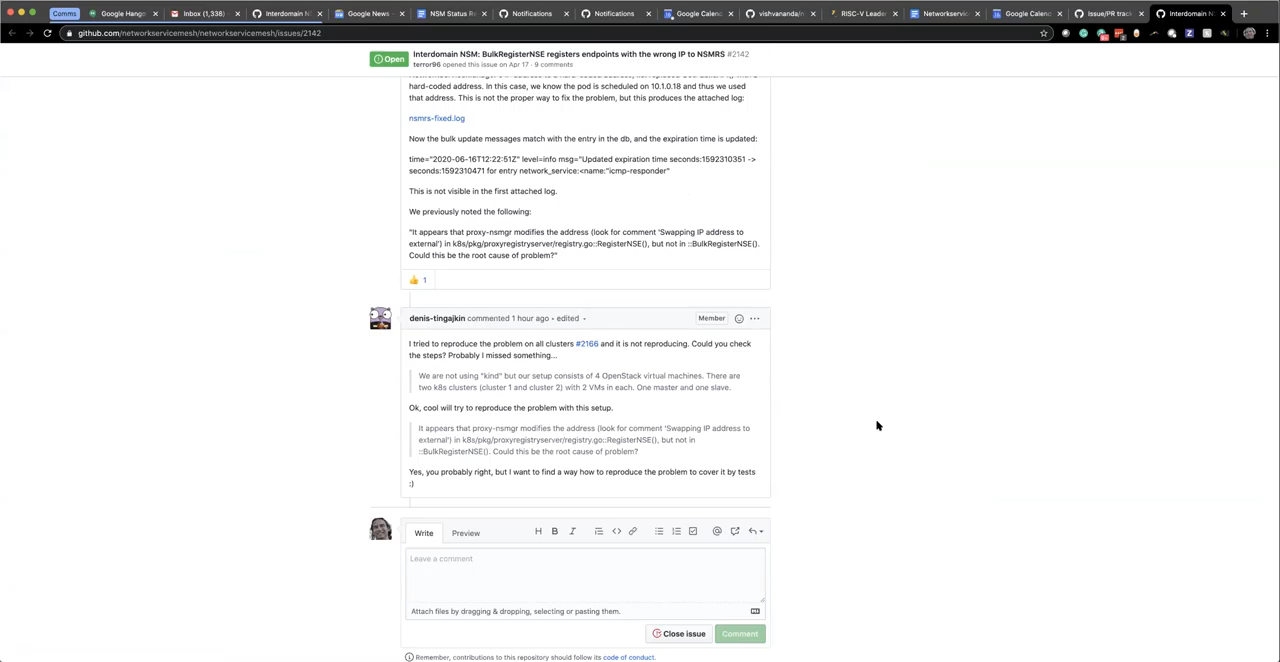 Comms
Google Hang
Inbox (1,338)
Interdomain N
Google News
NSM Status Re
Notifications
Notifications
Google Calen
vishvananda/n
RISC-V Leader
Networkservic
Google Calen
Issue/PR track
Interdomain N
github.com/networkservicemesh/networkservicemesh/issues/2142
Open
Interdomain NSM: BulkRegisterNSE registers endpoints with the wrong IP to NSMRS #2142
terror96 opened this issue on Apr 17 · 9 comments
hard-coded address. In this case, we know the pod is scheduled on 10.1.0.18 and thus we used
that address. This is not the proper way to fix the problem, but this produces the attached log:
nsmrs-fixed.log
Now the bulk update messages match with the entry in the db, and the expiration time is updated:
time="2020-06-16T12:22:51Z" level=info msg="Updated expiration time seconds:1592310351 ->
seconds:1592310471 for entry network_service:<name:"icmp-responder"
This is not visible in the first attached log.
We previously noted the following:
"It appears that proxy-nsmgr modifies the address (look for comment 'Swapping IP address to
external') in k8s/pkg/proxyregistryserver/registry.go::RegisterNSE(), but not in ::BulkRegisterNSE().
Could this be the root cause of problem?"
1
denis-tingajkin commented 1 hour ago • edited
Member
I tried to reproduce the problem on all clusters #2166 and it is not reproducing. Could you check
the steps? Probably I missed something...
We are not using "kind" but our setup consists of 4 OpenStack virtual machines. There are
two k8s clusters (cluster 1 and cluster 2) with 2 VMs in each. One master and one slave.
Ok, cool will try to reproduce the problem with this setup.
It appears that proxy-nsmgr modifies the address (look for comment 'Swapping IP address to
external') in k8s/pkg/proxyregistryserver/registry.go::RegisterNSE(), but not in
::BulkRegisterNSE(). Could this be the root cause of problem?
Yes, you probably right, but I want to find a way how to reproduce the problem to cover it by tests
:)
Write
Preview
Leave a comment
Attach files by dragging & dropping, selecting or pasting them.
Close issue
Comment
Remember, contributions to this repository should follow its code of conduct.